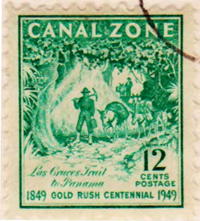 CANAL ZONE
Las Cruces Trail
to Panama
12
CENTS
POSTAGE
1849 GOLD RUSH CENTENNIAL 1949